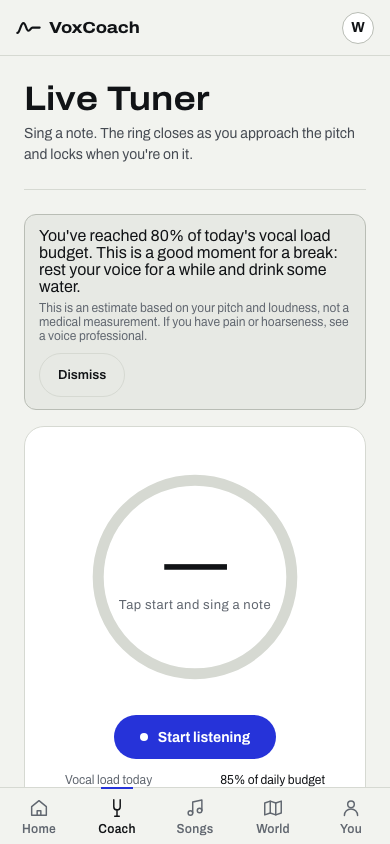 VoxCoach
W
Live Tuner
Sing a note. The ring closes as you approach the pitch
and locks when you're on it.
You've reached 80% of today's vocal load
budget. This is a good moment for a break:
rest your voice for a while and drink some
water.
This is an estimate based on your pitch and loudness, not a
medical measurement. If you have pain or hoarseness, see
a voice professional.
Dismiss
—
Tap start and sing a note
Start listening
Vocal load today 85% of daily budget
Home Coach Songs World You